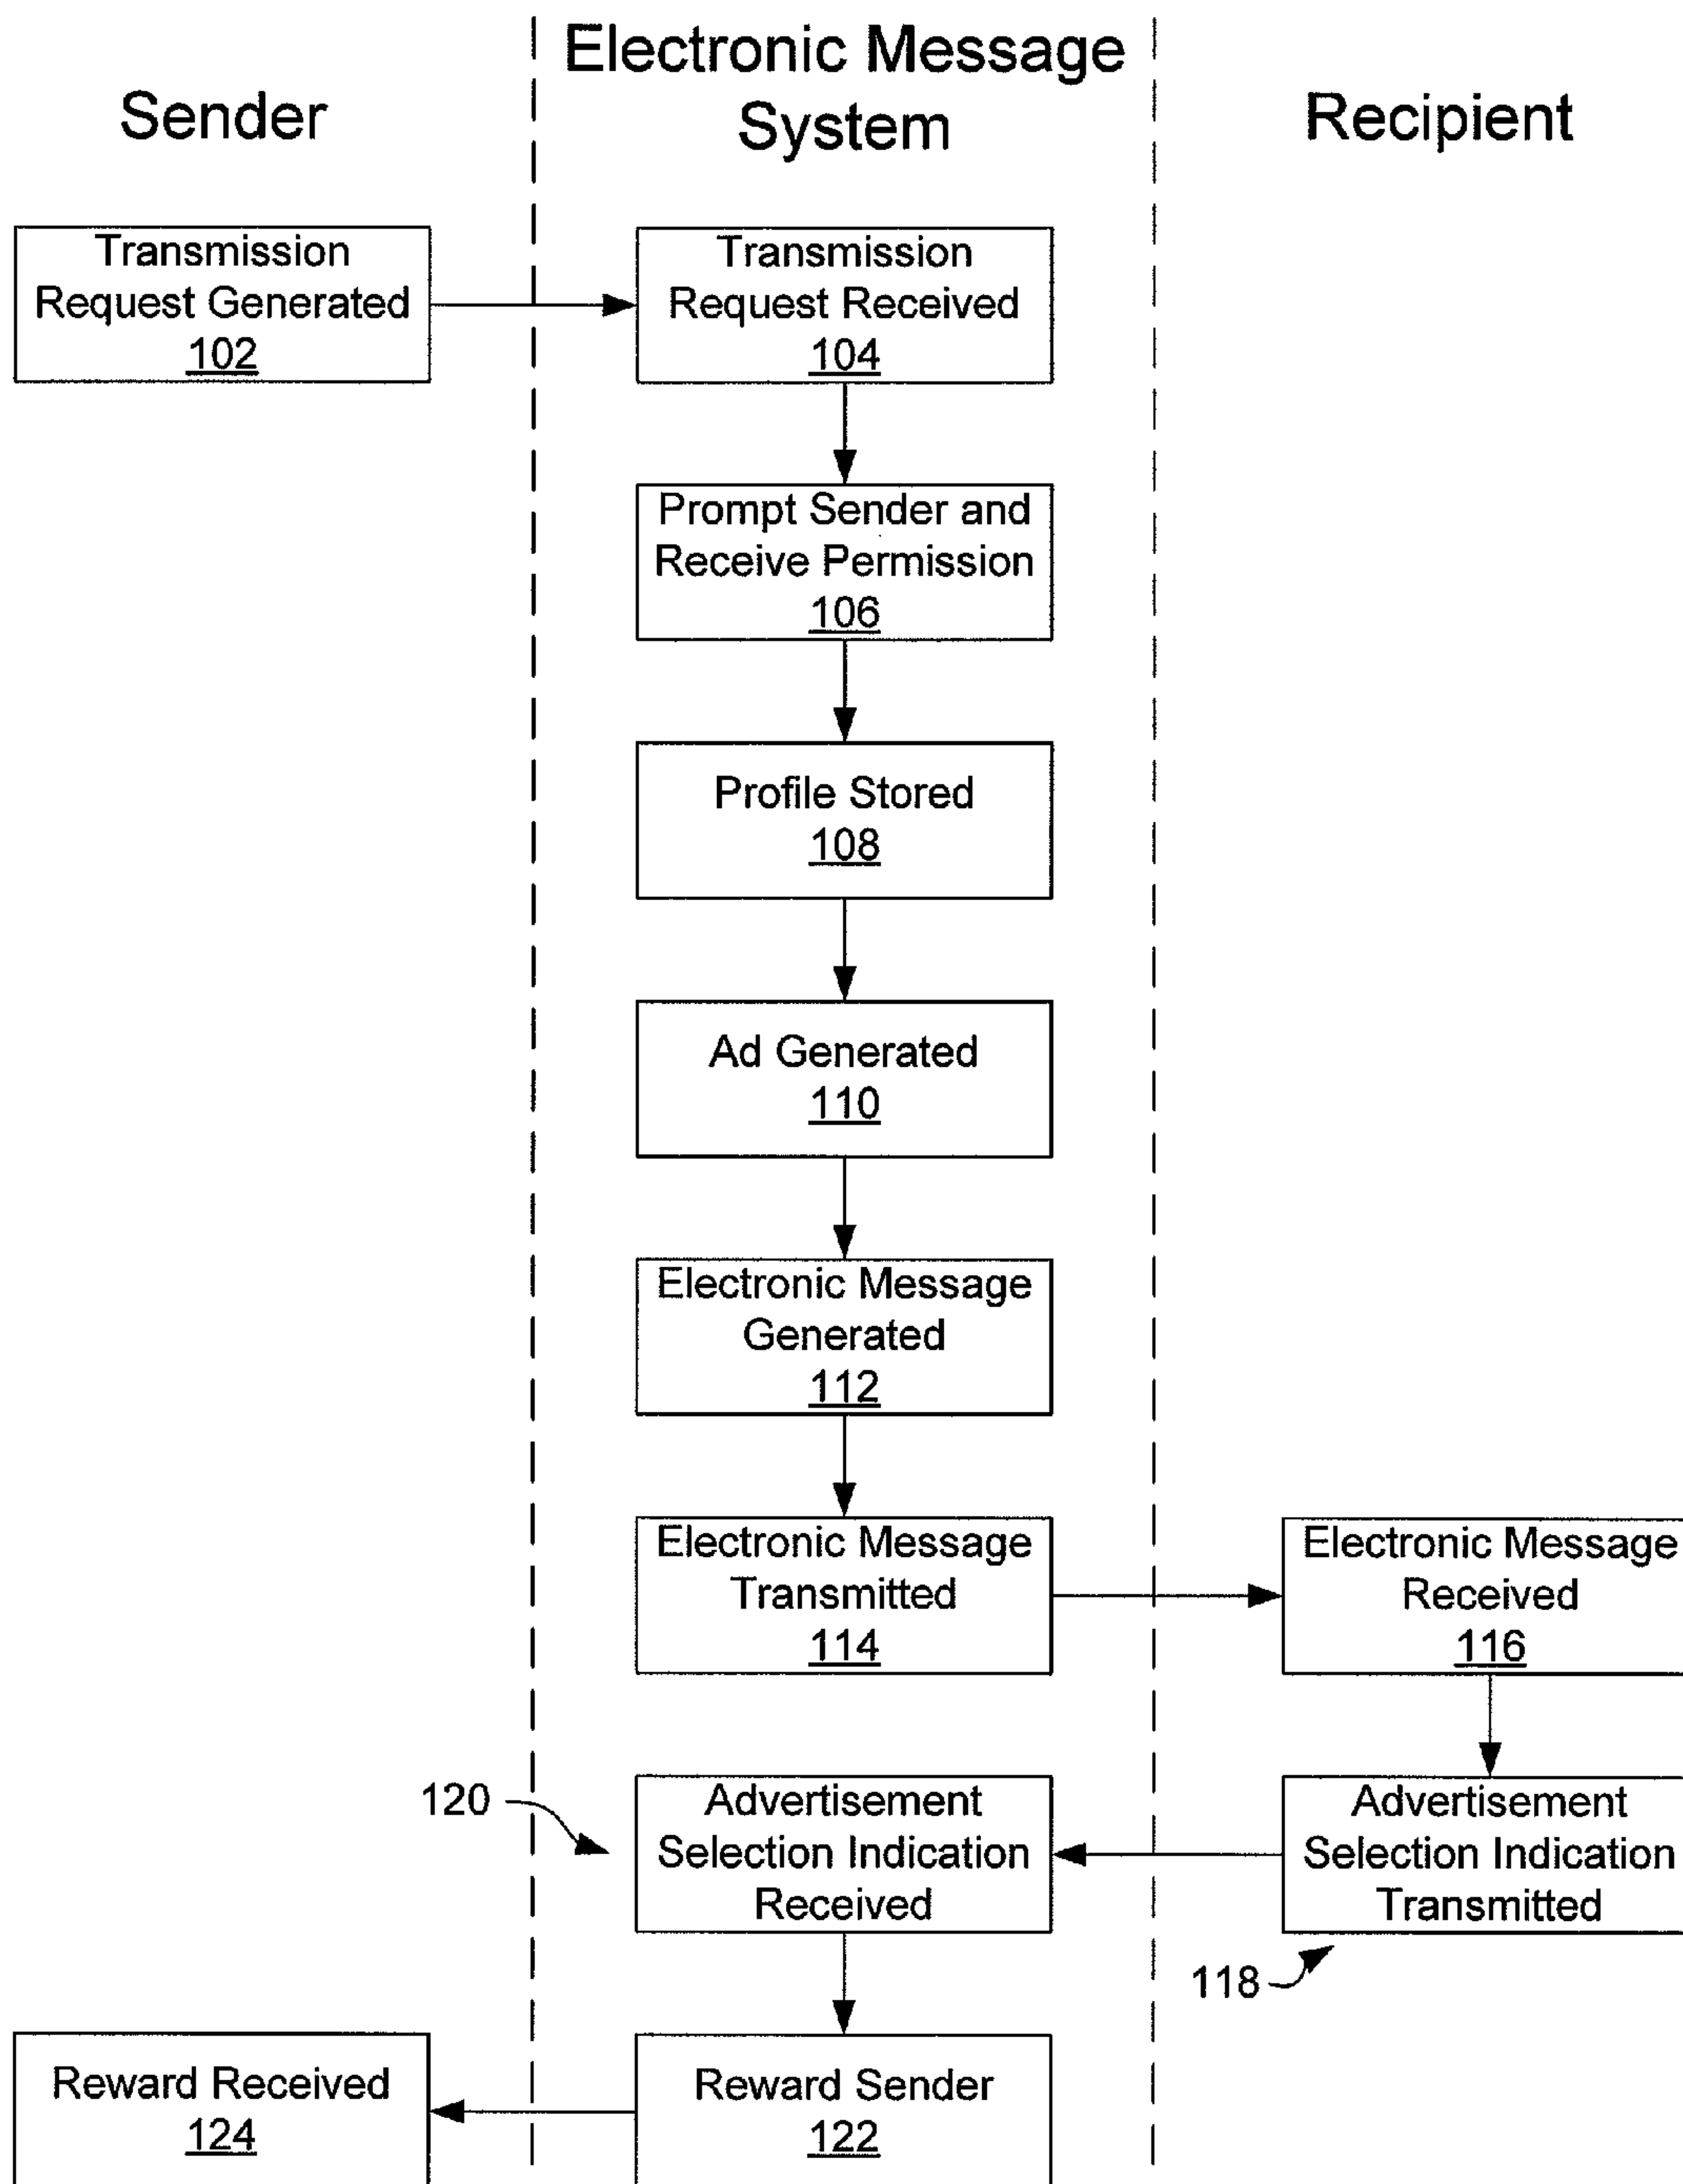 Sender
Electronic Message
System
Recipient
Transmission
Request Generated
102
Transmission
Request Received
104
Prompt Sender and
Receive Permission
106
Profile Stored
108
Ad Generated
110
Electronic Message
Generated
112
Electronic Message
Transmitted
114
Electronic Message
Received
116
120
Advertisement
Selection Indication
Received
Advertisement
Selection Indication
Transmitted
118
Reward Received
124
Reward Sender
122